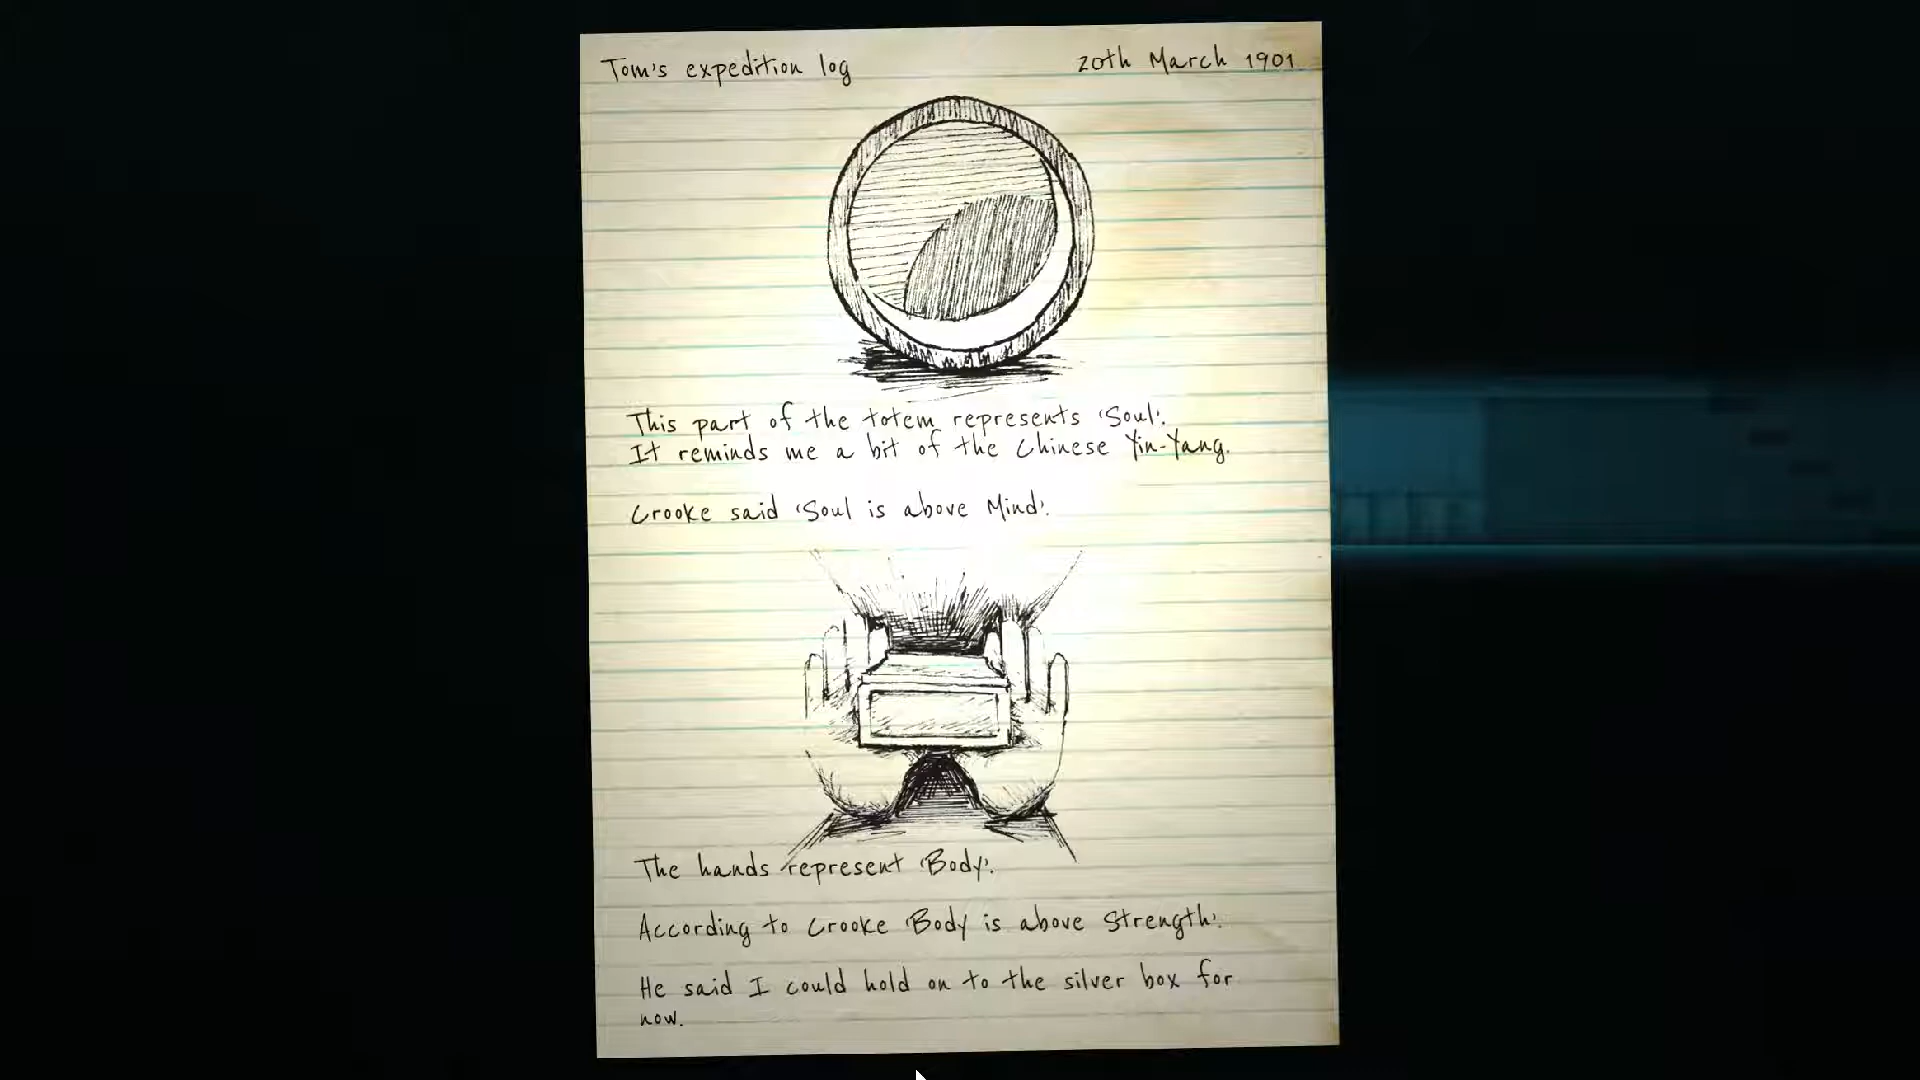 Tom's expedition log
20th March 1901
This part of the totem represents 'Soul'.
It reminds me a bit of the Chinese Yin-Yang.
Crooke said 'Soul is above Mind'.
The hands represent 'Body'.
According to Crooke 'Body is above Strength'.
He said I could hold on to the silver box for
now.